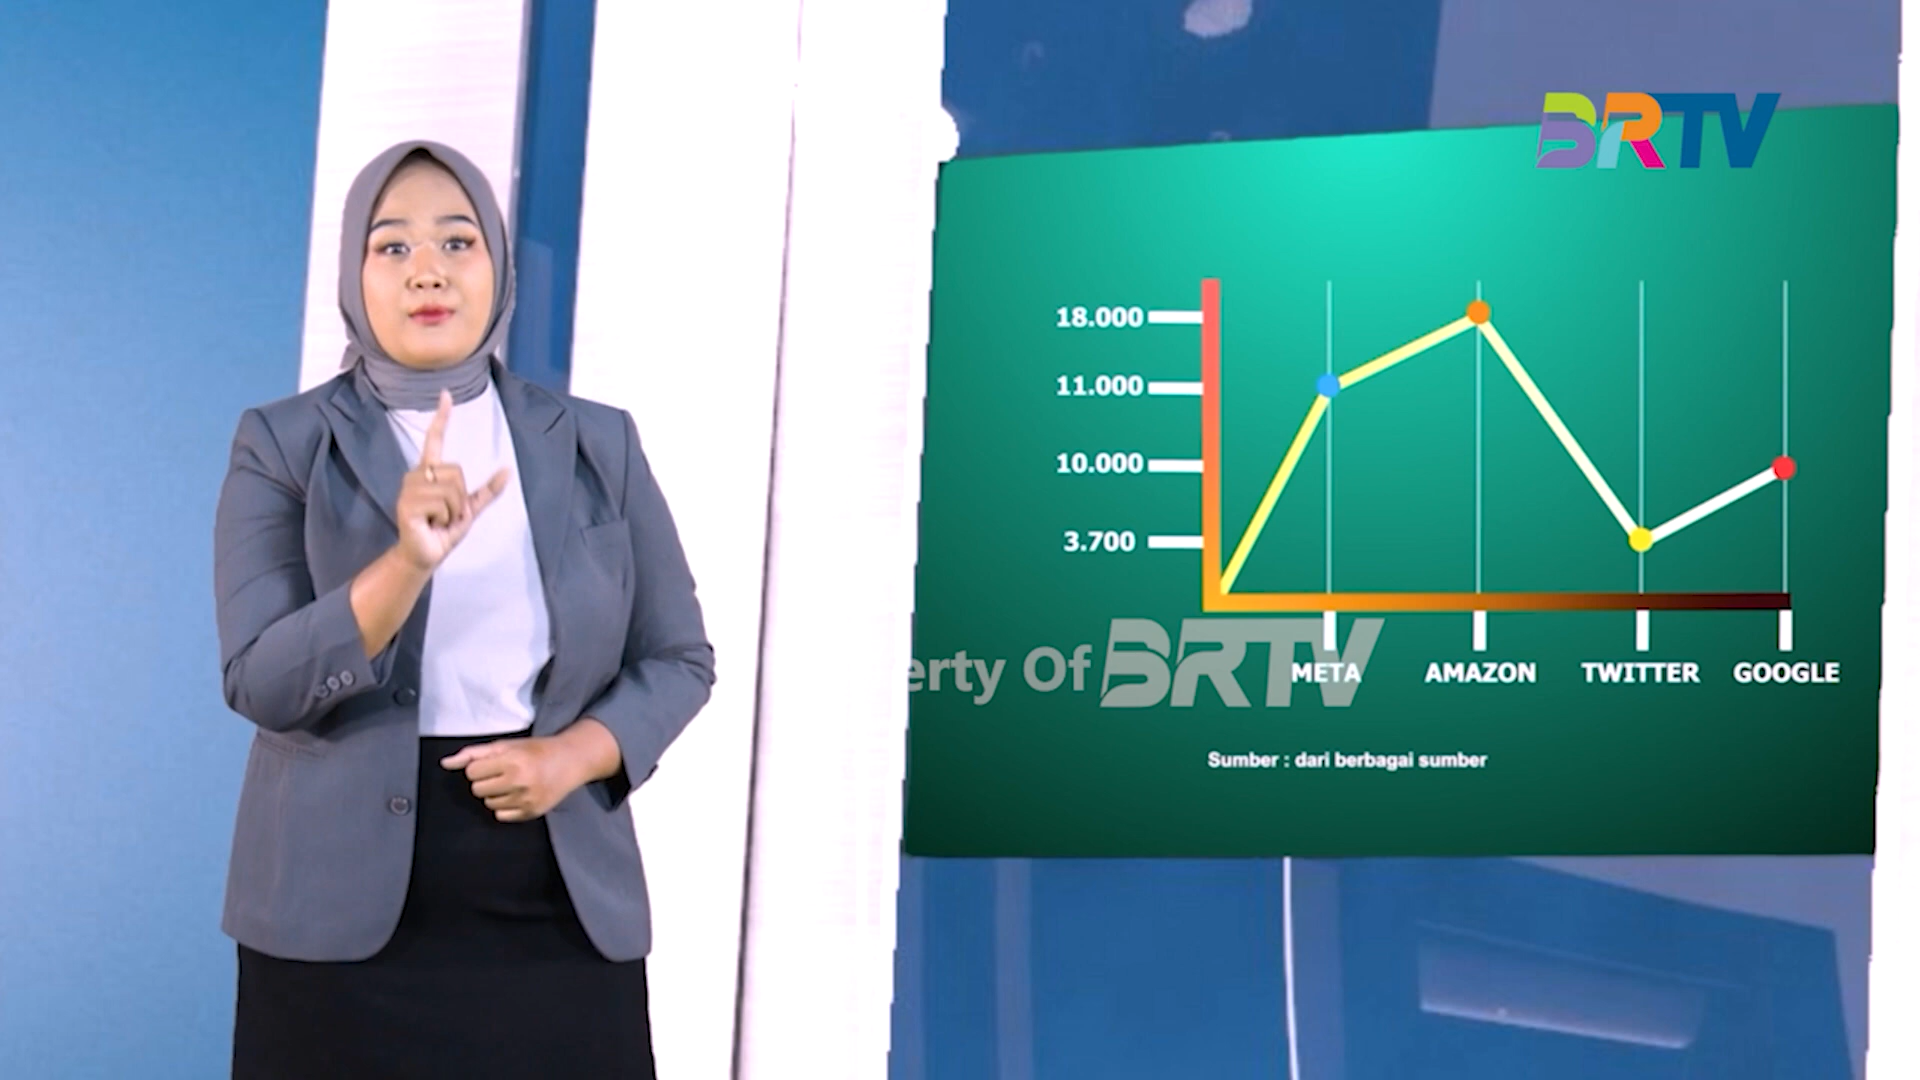 BRTV
18.000
11.000
10.000
3.700
erty Of BRTV
META AMAZON TWITTER GOOGLE
Sumber : dari berbagai sumber